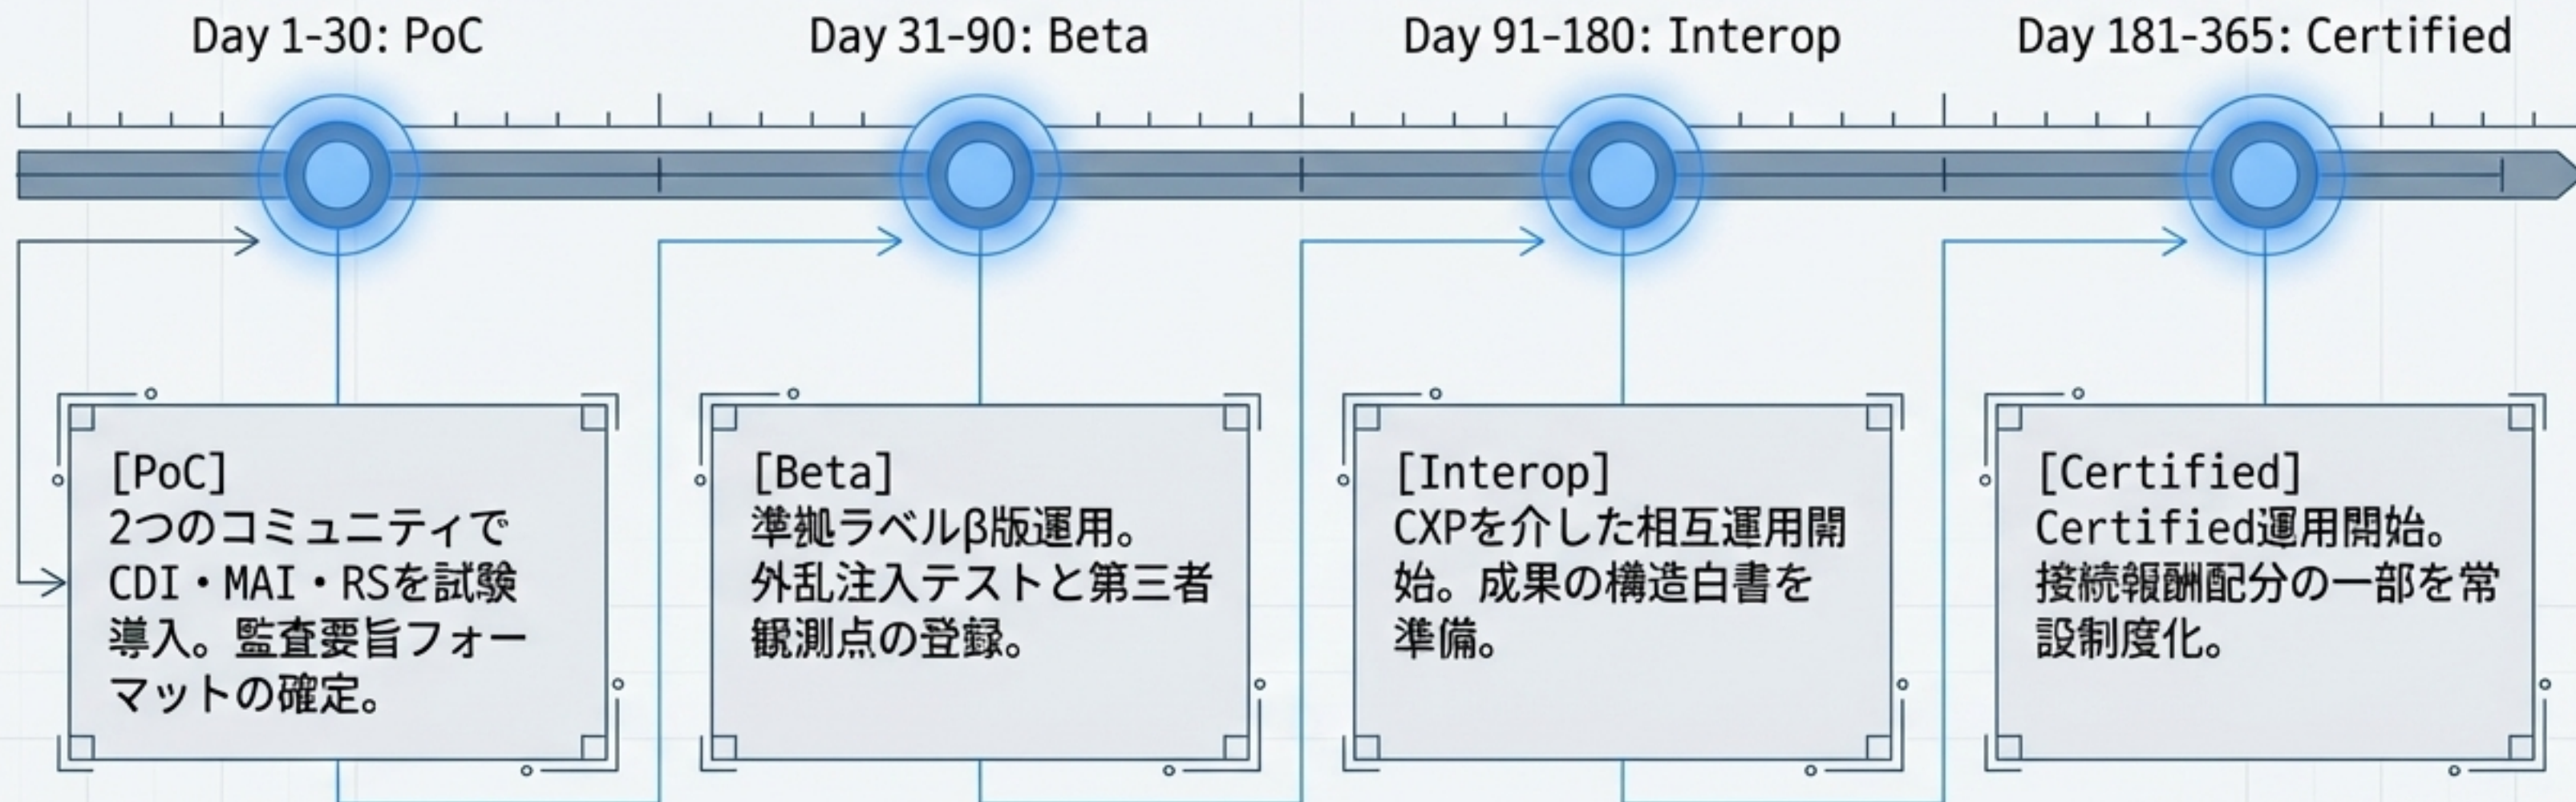 Day 1-30: PoC
Day 31-90: Beta
Day 91-180: Interop
Day 181-365: Certified
[PoC]
2つのコミュニティで
CDI・MAI・RSを試験
導入。監査要旨フォー
マットの確定。
[Beta]
準拠ラベルβ版運用。
外乱注入テストと第三者
観測点の登録。
[Interop]
CXPを介した相互運用開
始。成果の構造白書を
準備。
[Certified]
Certified運用開始。
接続報酬配分の一部を常
設制度化。